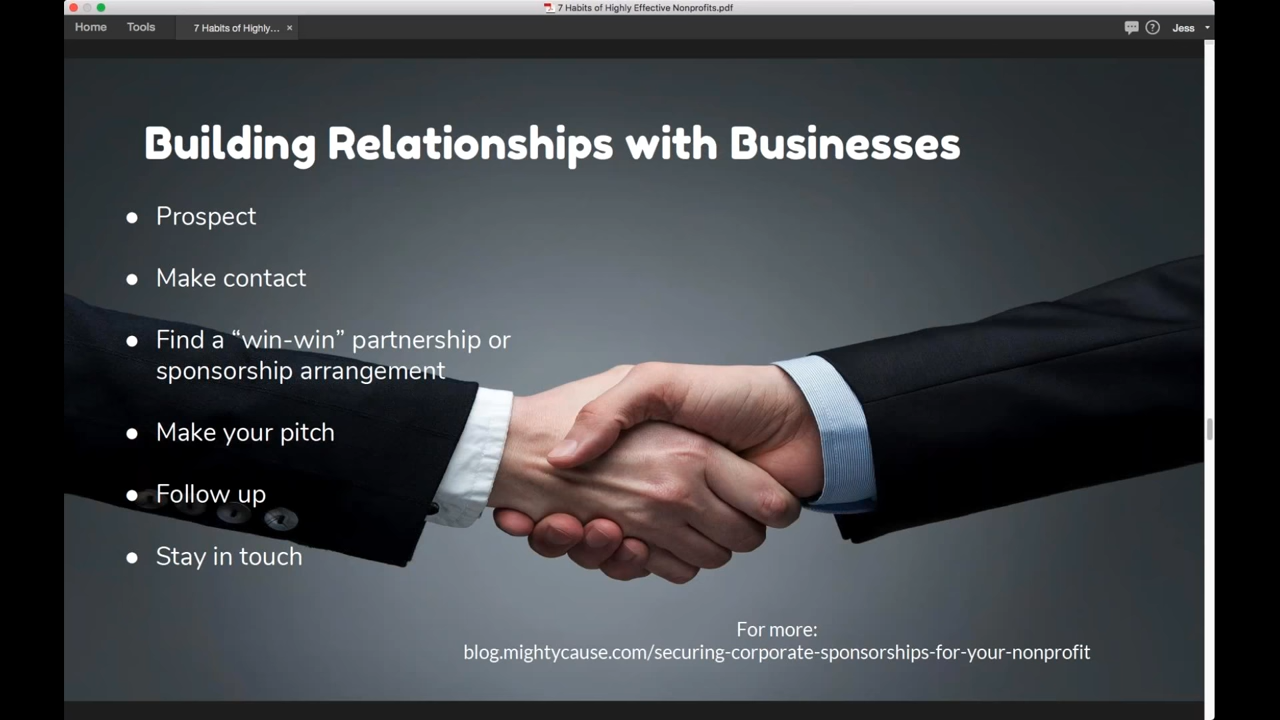 7 Habits of Highly Effective Nonprofits.pdf
Home
Tools
7 Habits of Highly... ×
Jess
Building Relationships with Businesses
● Prospect
● Make contact
● Find a “win-win” partnership or
sponsorship arrangement
● Make your pitch
● Follow up
● Stay in touch
For more:
blog.mightycause.com/securing-corporate-sponsorships-for-your-nonprofit